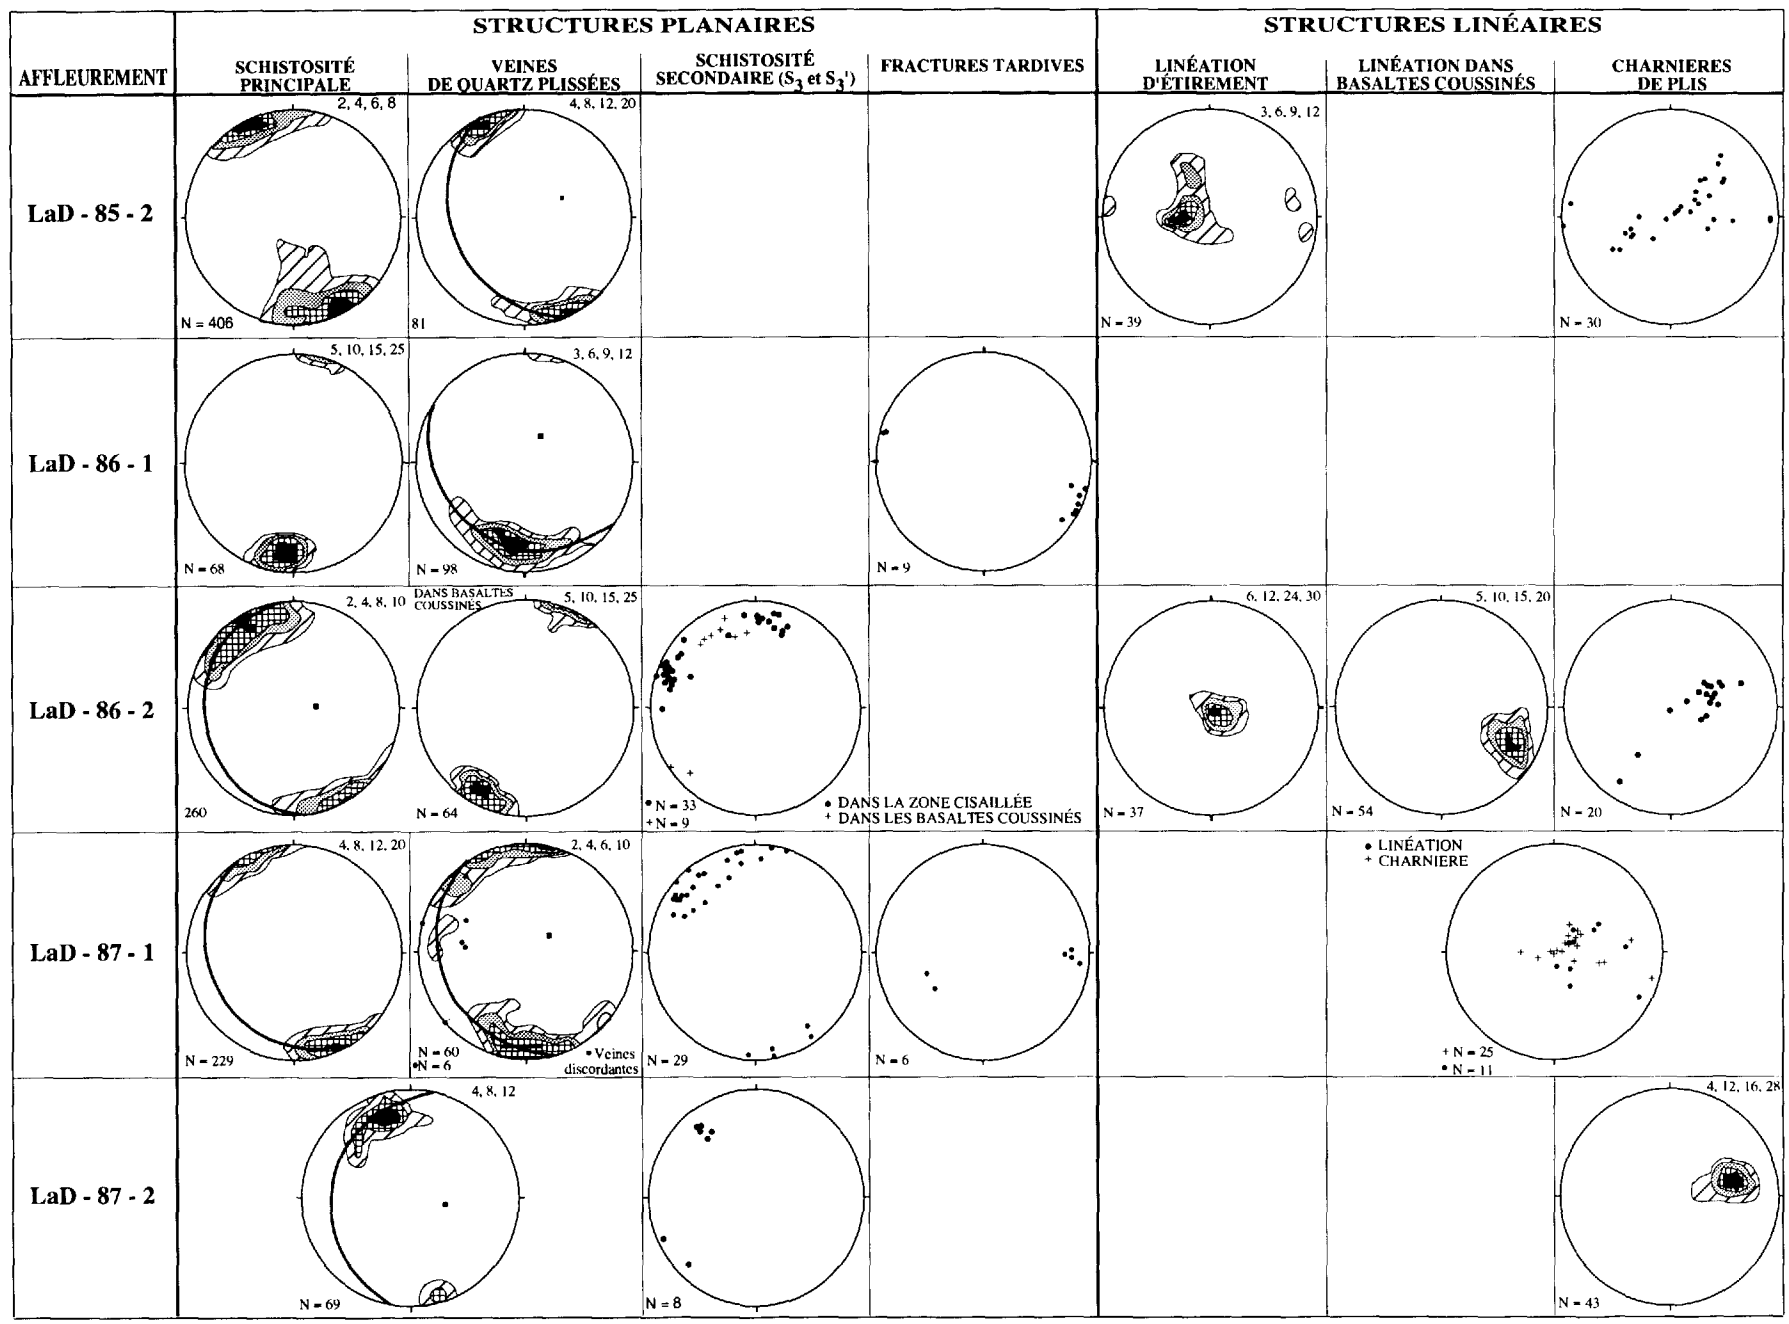 STRUCTURES PLANAIRES
STRUCTURES LINÉAIRES
AFFLEUREMENT
SCHISTOSITÉ
PRINCIPALE
VEINES
DE QUARTZ PLISSÉES
SCHISTOSITÉ
SECONDAIRE (S3 et S3')
FRACTURES TARDIVES
LINÉATION
D'ÉTIREMENT
LINÉATION DANS
BASALTES COUSSINÉS
CHARNIERES
DE PLIS
LaD - 85 - 2
2, 4, 6, 8
N = 406
4, 8, 12, 20
81
3, 6, 9, 12
N = 39
N = 30
LaD - 86 - 1
5, 10, 15, 25
N = 68
3, 6, 9, 12
N = 98
N = 9
LaD - 86 - 2
2, 4, 8, 10
260
DANS BASALTES
COUSSINÉS
5, 10, 15, 25
N = 64
• N = 33
+ N = 9
• DANS LA ZONE CISAILLÉE
+ DANS LES BASALTES COUSSINÉS
6, 12, 24, 30
N = 37
5, 10, 15, 20
N = 54
N = 20
LaD - 87 - 1
4, 8, 12, 20
N = 229
2, 4, 6, 10
N = 60
• N = 6
• Veines
discordantes
N = 29
N = 6
• LINÉATION
+ CHARNIERE
+ N = 25
• N = 11
LaD - 87 - 2
4, 8, 12
N = 69
N = 8
4, 12, 16, 28
N = 43